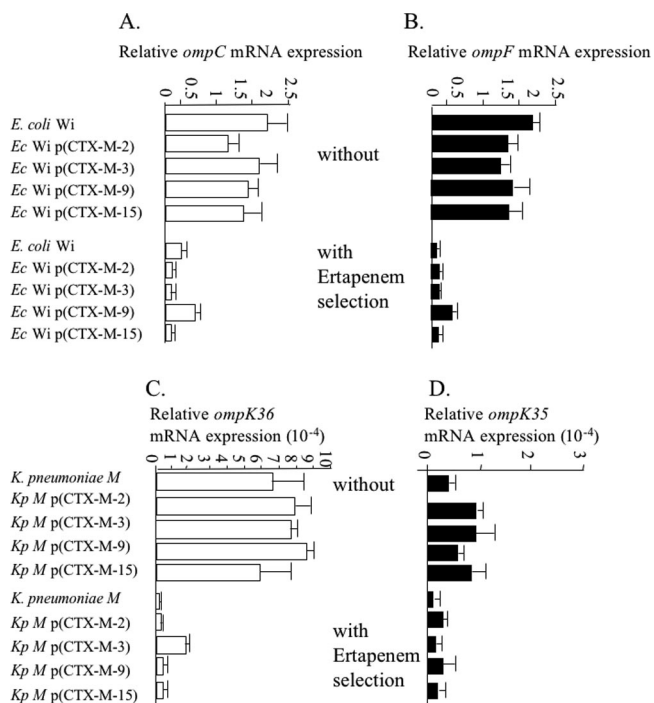 A.
Relative ompC mRNA expression
0.5
1
1.5
2
2.5
B.
Relative ompF mRNA expression
0.5
1
1.5
2
2.5
E. coli Wi
Ec Wi p(CTX-M-2)
Ec Wi p(CTX-M-3)
Ec Wi p(CTX-M-9)
Ec Wi p(CTX-M-15)
without
E. coli Wi
Ec Wi p(CTX-M-2)
Ec Wi p(CTX-M-3)
Ec Wi p(CTX-M-9)
Ec Wi p(CTX-M-15)
with
Ertapenem
selection
C.
Relative ompK36
mRNA expression (10-4)
0
1
2
3
4
5
6
7
8
9
10
D.
Relative ompK35
mRNA expression (10-4)
0
1
2
3
K. pneumoniae M
Kp M p(CTX-M-2)
Kp M p(CTX-M-3)
Kp M p(CTX-M-9)
Kp M p(CTX-M-15)
without
K. pneumoniae M
Kp M p(CTX-M-2)
Kp M p(CTX-M-3)
Kp M p(CTX-M-9)
Kp M p(CTX-M-15)
with
Ertapenem
selection